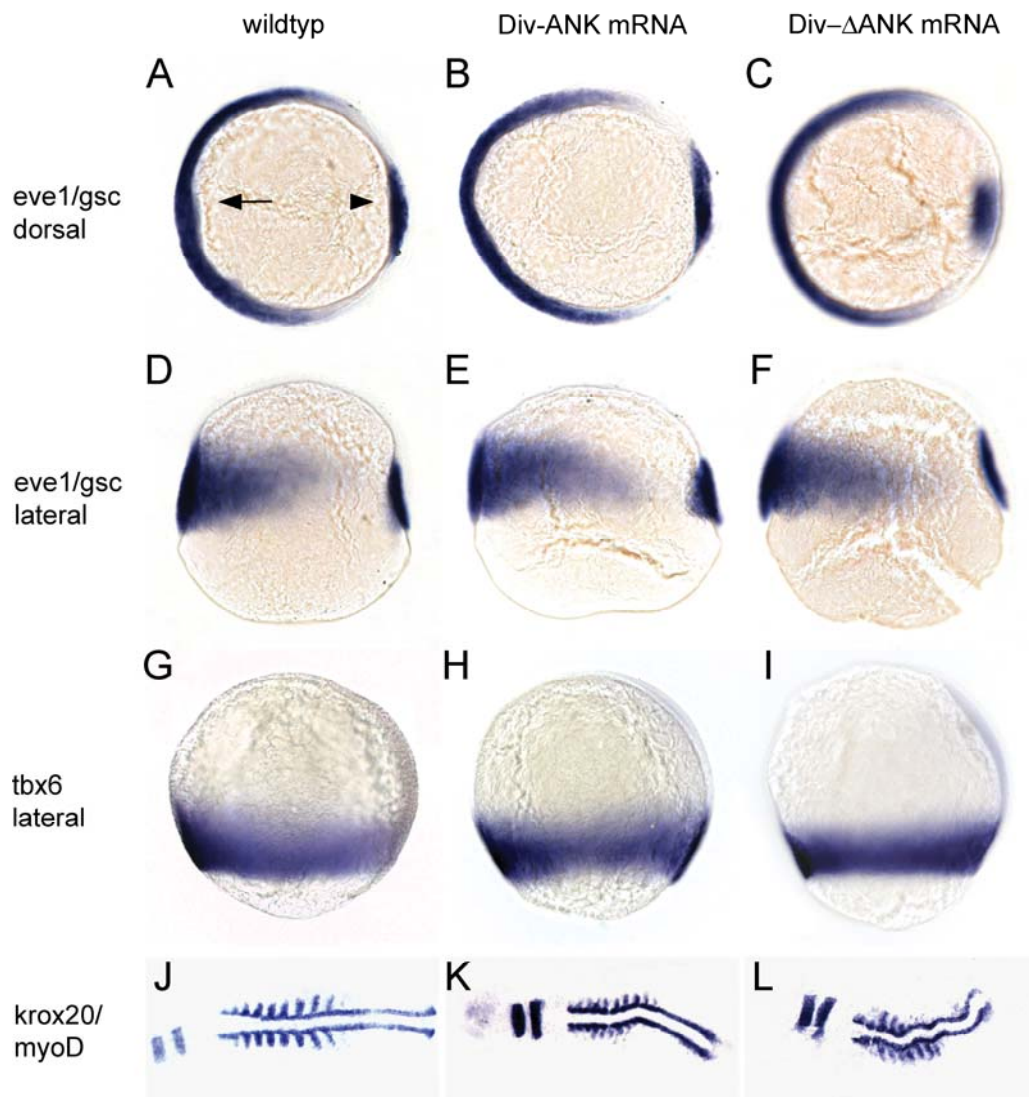 wildtyp
Div-ANK mRNA
Div–ΔANK mRNA
A
B
C
eve1/gsc
dorsal
D
E
F
eve1/gsc
lateral
G
H
I
tbx6
lateral
J
K
L
krox20/
myoD